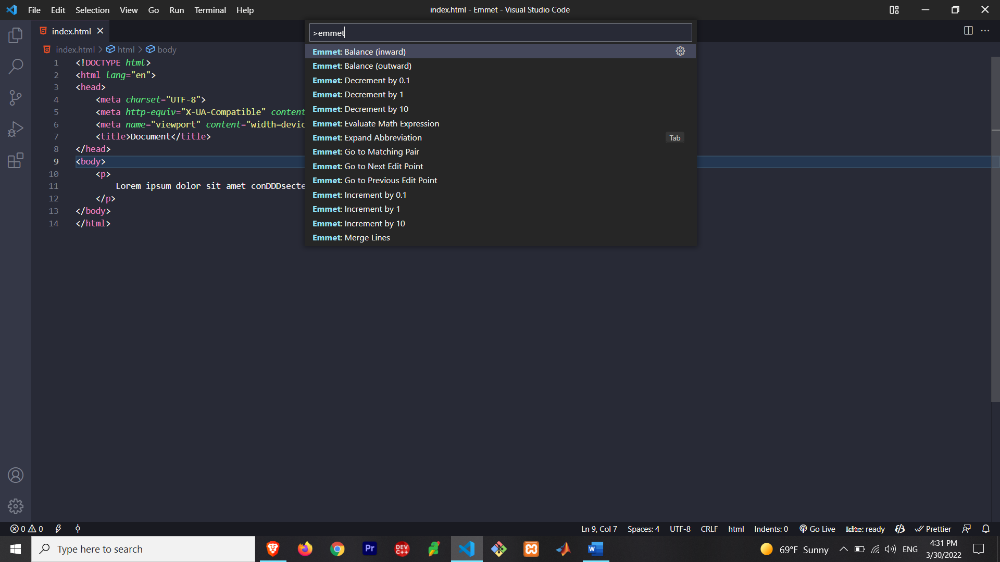 File Edit Selection View Go Run Terminal Help
index.html - Emmet - Visual Studio Code
index.html
>emmet
index.html > html > body
Emmet: Balance (inward)
Emmet: Balance (outward)
Emmet: Decrement by 0.1
Emmet: Decrement by 1
Emmet: Decrement by 10
Emmet: Evaluate Math Expression
Emmet: Expand Abbreviation Tab
Emmet: Go to Matching Pair
Emmet: Go to Next Edit Point
Emmet: Go to Previous Edit Point
Emmet: Increment by 0.1
Emmet: Increment by 1
Emmet: Increment by 10
Emmet: Merge Lines
1 <!DOCTYPE html>
2 <html lang="en">
3 <head>
4 <meta charset="UTF-8">
5 <meta http-equiv="X-UA-Compatible" content
6 <meta name="viewport" content="width=devic
7 <title>Document</title>
8 </head>
9 <body>
10 <p>
11 Lorem ipsum dolor sit amet conDDDsecte
12 </p>
13 </body>
14 </html>
0 0
Ln 9, Col 7 Spaces: 4 UTF-8 CRLF html Indents: 0 Go Live kite: ready Prettier
Type here to search
Pr
DEV C++
W
69°F Sunny
ENG
4:31 PM
3/30/2022